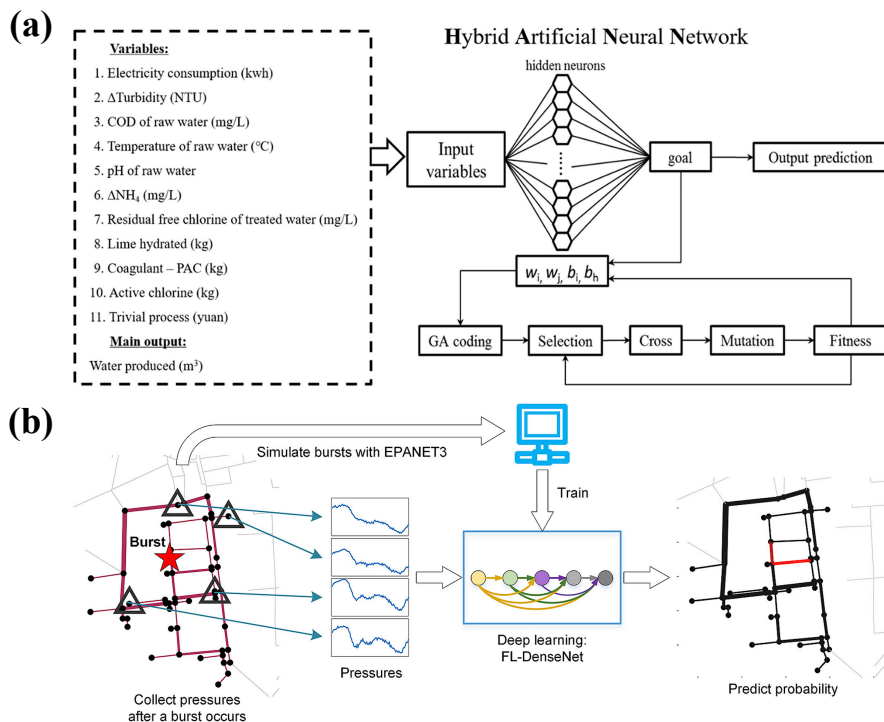 (a)
Variables:
1. Electricity consumption (kwh)
2. ΔTurbidity (NTU)
3. COD of raw water (mg/L)
4. Temperature of raw water (℃)
5. pH of raw water
6. ΔNH₄ (mg/L)
7. Residual free chlorine of treated water (mg/L)
8. Lime hydrated (kg)
9. Coagulant – PAC (kg)
10. Active chlorine (kg)
11. Trivial process (yuan)
Main output:
Water produced (m³)
Hybrid Artificial Neural Network
hidden neurons
Input
variables
goal
Output prediction
wᵢ, wⱼ, bᵢ, bₕ
GA coding
Selection
Cross
Mutation
Fitness
(b)
Simulate bursts with EPANET3
Train
Burst
Collect pressures
after a burst occurs
Pressures
Deep learning:
FL-DenseNet
Predict probability